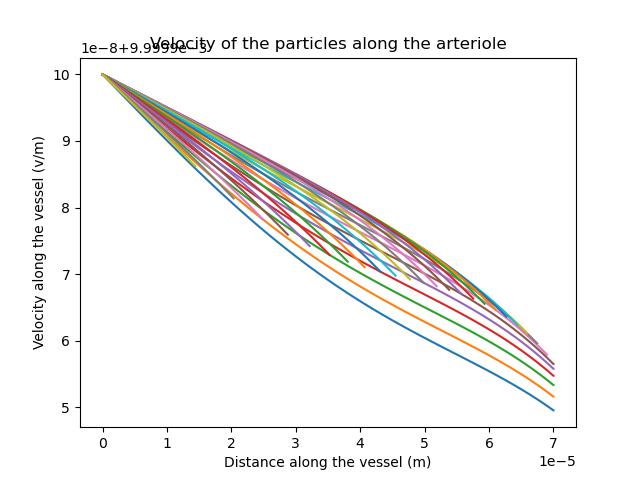 Velocity of the particles along the arteriole
1e−8+9.9999e−3
10
9
8
7
6
5
Velocity along the vessel (v/m)
0 1 2 3 4 5 6 7
1e−5
Distance along the vessel (m)